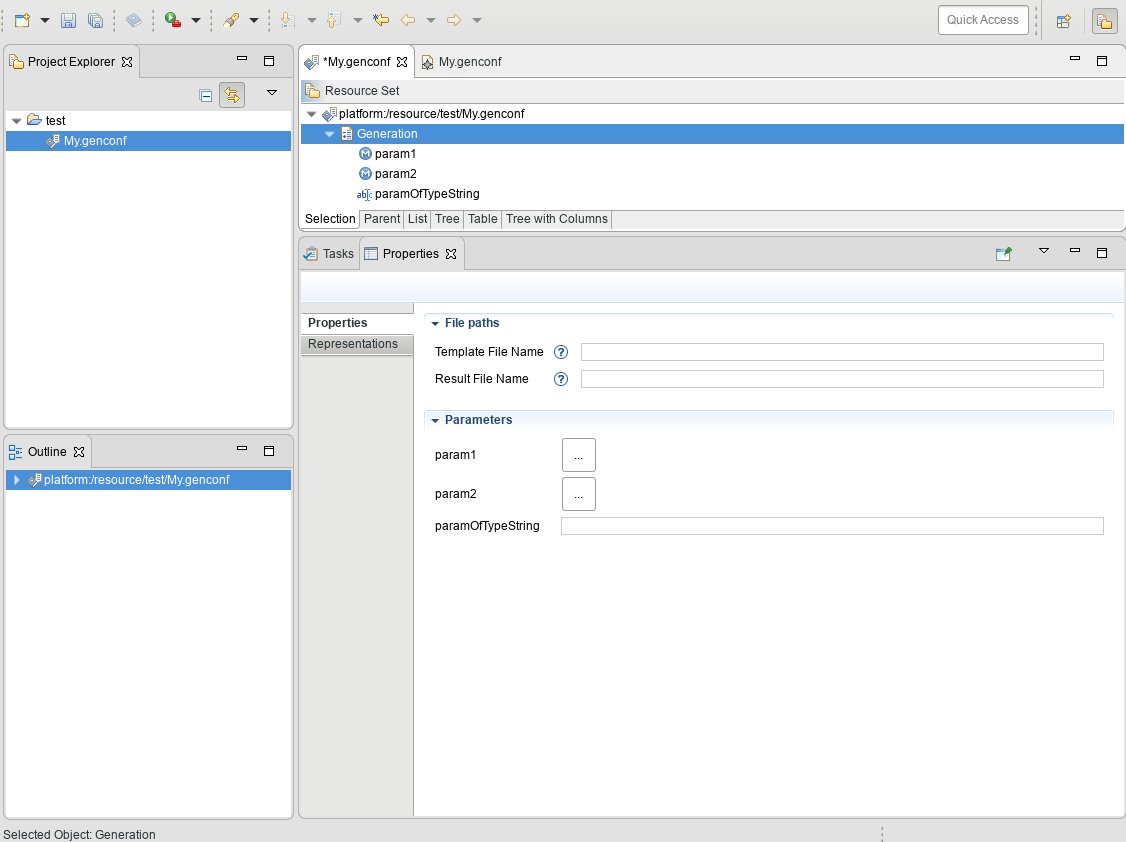 Quick Access
Project Explorer
test
My.genconf
Outline
platform:/resource/test/My.genconf
*My.genconf
My.genconf
Resource Set
platform:/resource/test/My.genconf
Generation
param1
param2
paramOfTypeString
Selection Parent List Tree Table Tree with Columns
Tasks Properties
Properties
Representations
File paths
Template File Name
Result File Name
Parameters
param1 ...
param2 ...
paramOfTypeString
Selected Object: Generation